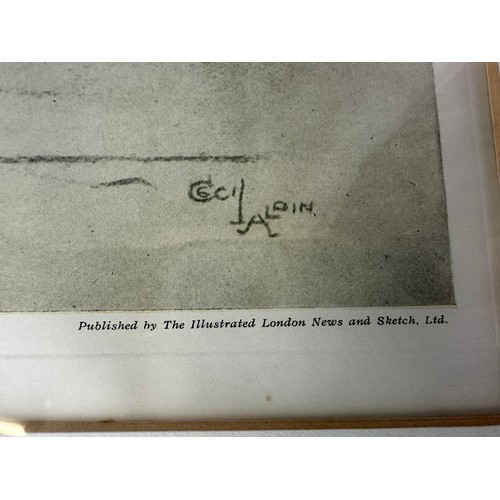 CECIL
ALDIN.
Published by The Illustrated London News and Sketch, Ltd.